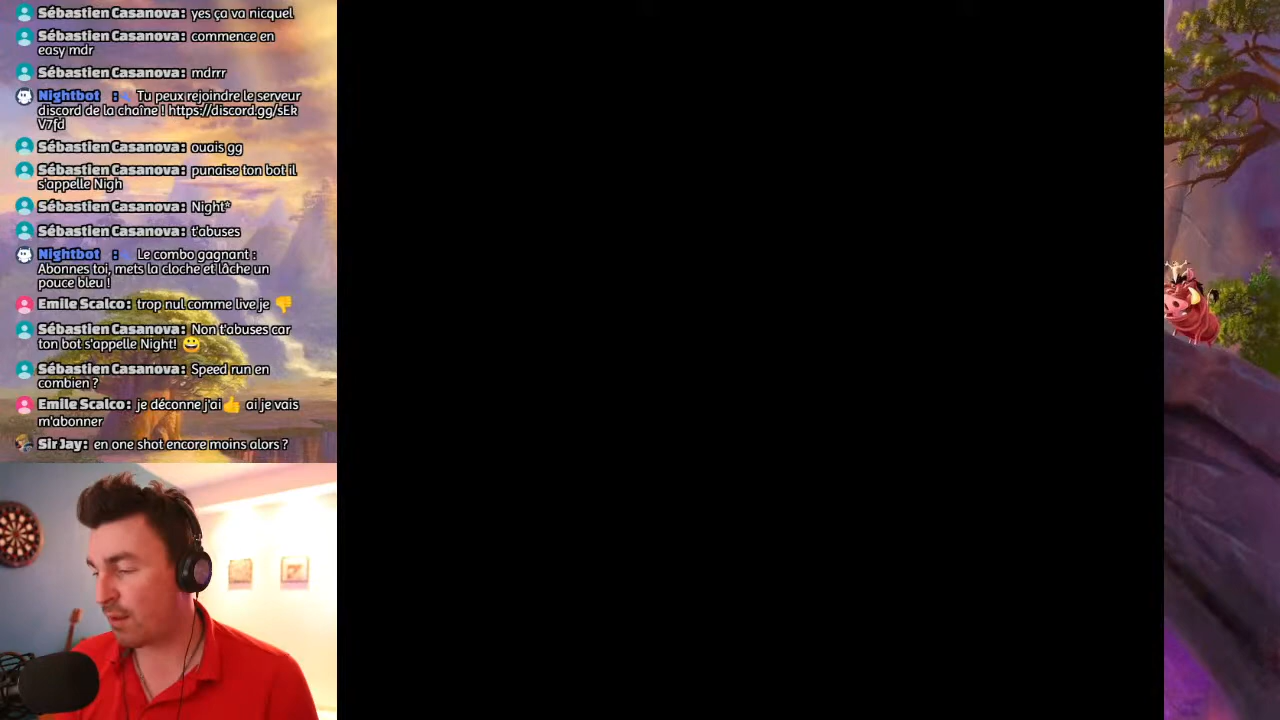 Sébastien Casanova: yes ça va nicquel
Sébastien Casanova: commence en
easy mdr
Sébastien Casanova: mdrrr
Nightbot : Tu peux rejoindre le serveur
discord de la chaîne ! https://discord.gg/sEk
V7fd
Sébastien Casanova: ouais gg
Sébastien Casanova: punaise ton bot il
s'appelle Nigh
Sébastien Casanova: Night*
Sébastien Casanova: t'abuses
Nightbot : Le combo gagnant :
Abonnes toi, mets la cloche et lâche un
pouce bleu !
Emile Scalco: trop nul comme live je 👎
Sébastien Casanova: Non t'abuses car
ton bot s'appelle Night! 😀
Sébastien Casanova: Speed run en
combien ?
Emile Scalco: je déconne j'ai 👍 ai je vais
m'abonner
Sir Jay: en one shot encore moins alors ?